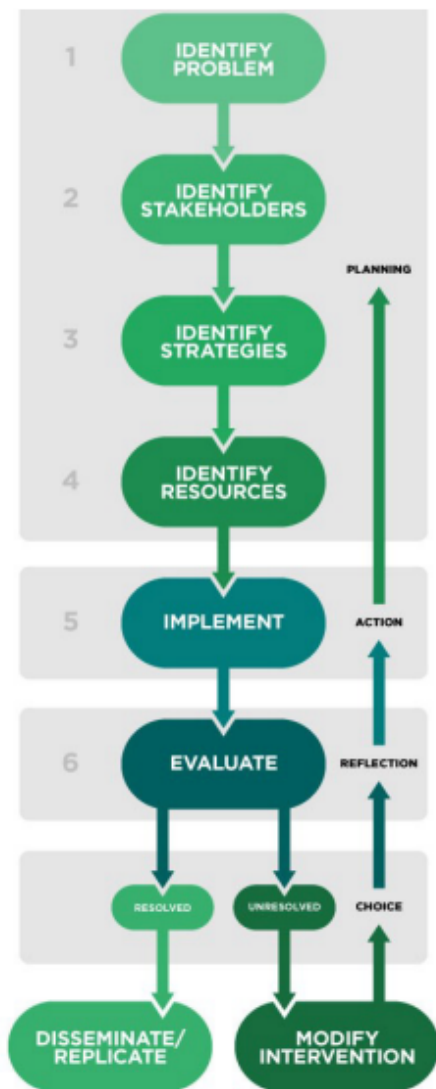 1
IDENTIFY
PROBLEM
2
IDENTIFY
STAKEHOLDERS
PLANNING
3
IDENTIFY
STRATEGIES
4
IDENTIFY
RESOURCES
5
IMPLEMENT
ACTION
6
EVALUATE
REFLECTION
RESOLVED
UNRESOLVED
CHOICE
DISSEMINATE/
REPLICATE
MODIFY
INTERVENTION